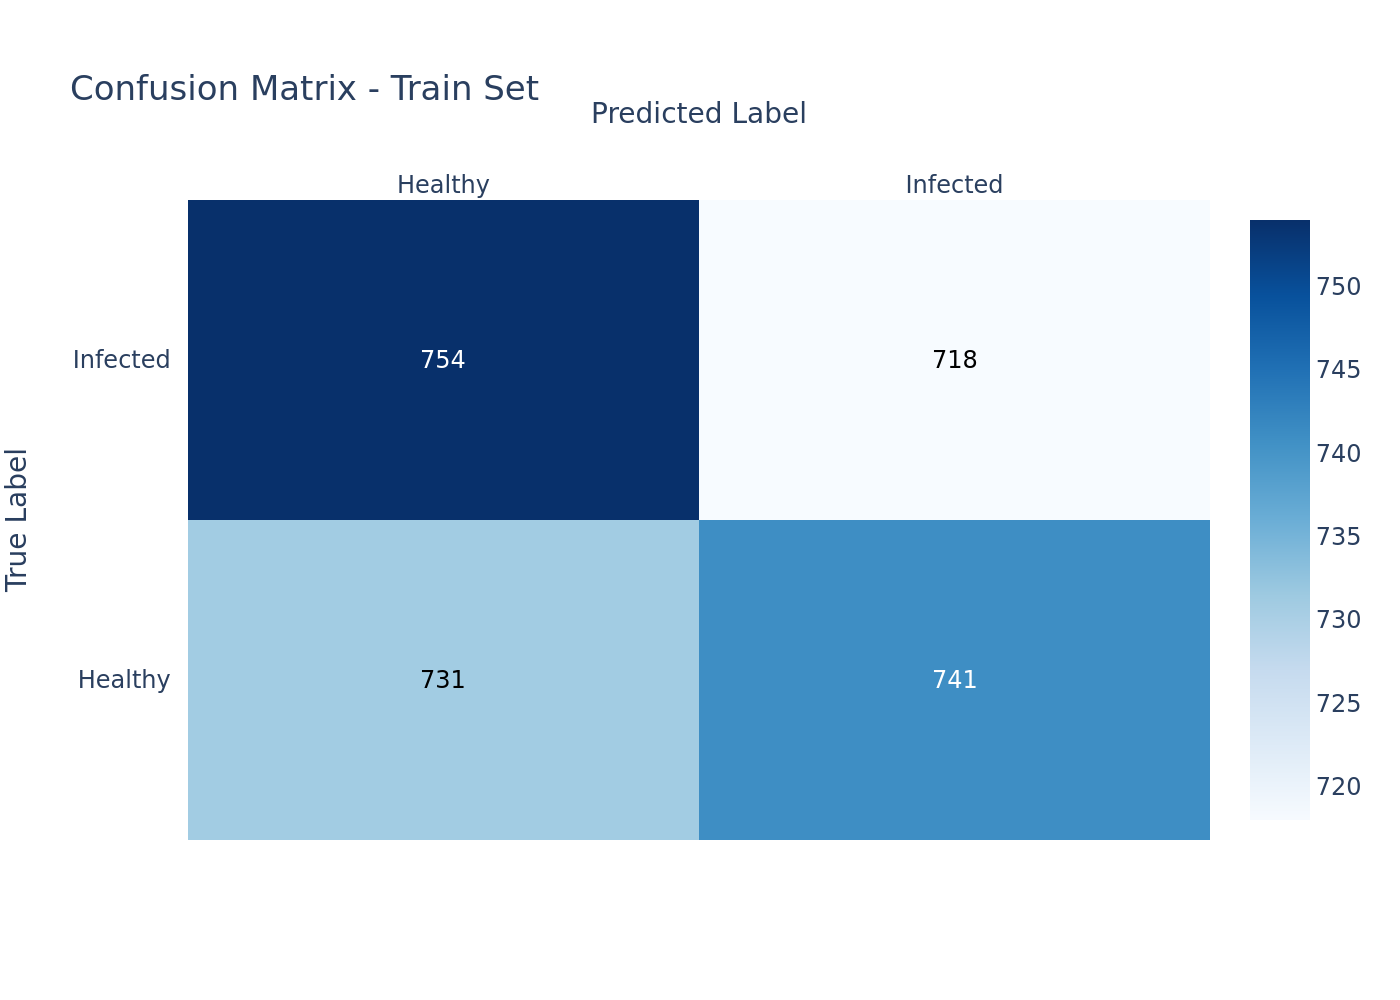 Confusion Matrix - Train Set
Predicted Label
Healthy Infected
Infected 754 718
Healthy 731 741
True Label
750
745
740
735
730
725
720